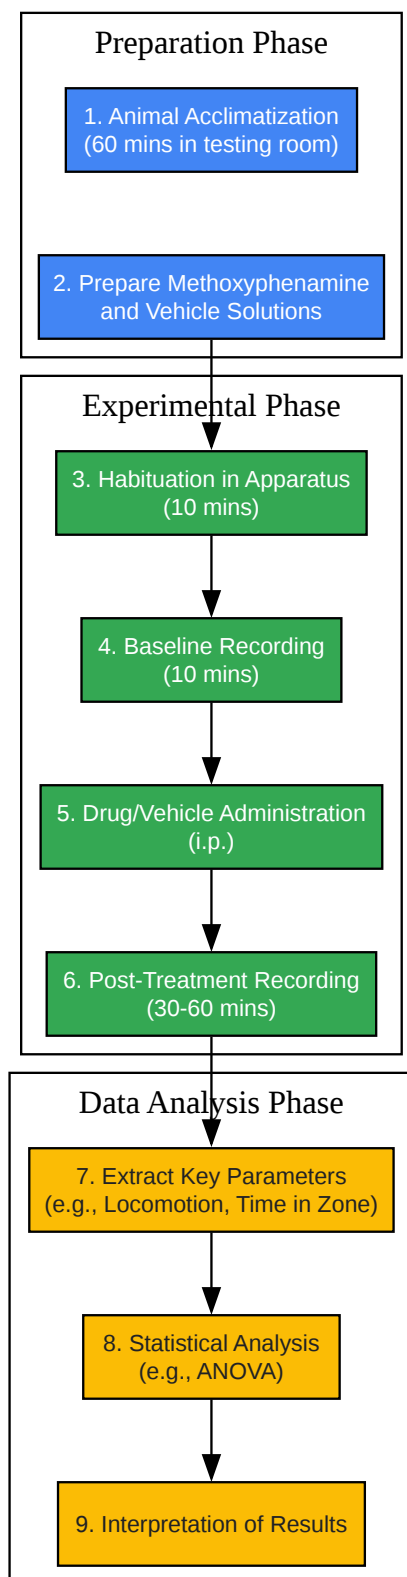 Preparation Phase
1. Animal Acclimatization
(60 mins in testing room)
2. Prepare Methoxyphenamine
and Vehicle Solutions
Experimental Phase
3. Habituation in Apparatus
(10 mins)
4. Baseline Recording
(10 mins)
5. Drug/Vehicle Administration
(i.p.)
6. Post-Treatment Recording
(30-60 mins)
Data Analysis Phase
7. Extract Key Parameters
(e.g., Locomotion, Time in Zone)
8. Statistical Analysis
(e.g., ANOVA)
9. Interpretation of Results